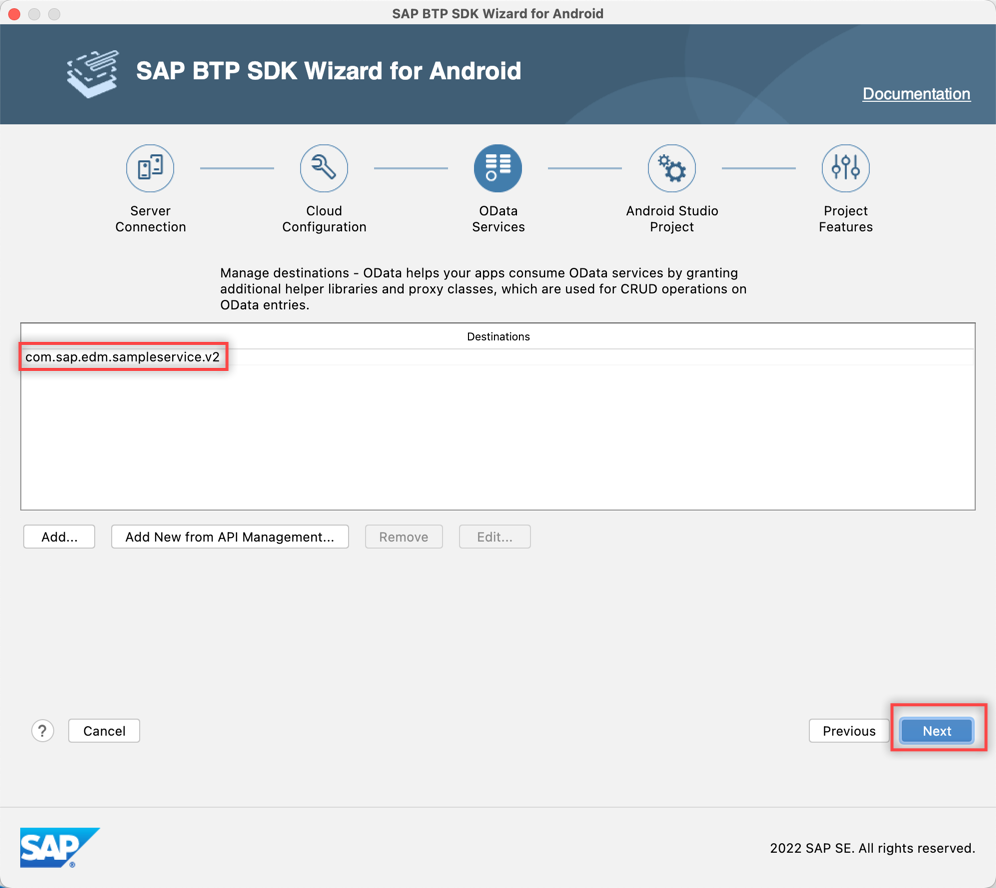 SAP BTP SDK Wizard for Android
SAP BTP SDK Wizard for Android
Documentation
Server
Connection
Cloud
Configuration
OData
Services
Android Studio
Project
Project
Features
Manage destinations - OData helps your apps consume OData services by granting
additional helper libraries and proxy classes, which are used for CRUD operations on
OData entries.
Destinations
com.sap.edm.sampleservice.v2
Add...
Add New from API Management...
Remove
Edit...
?
Cancel
Previous
Next
SAP®
2022 SAP SE. All rights reserved.